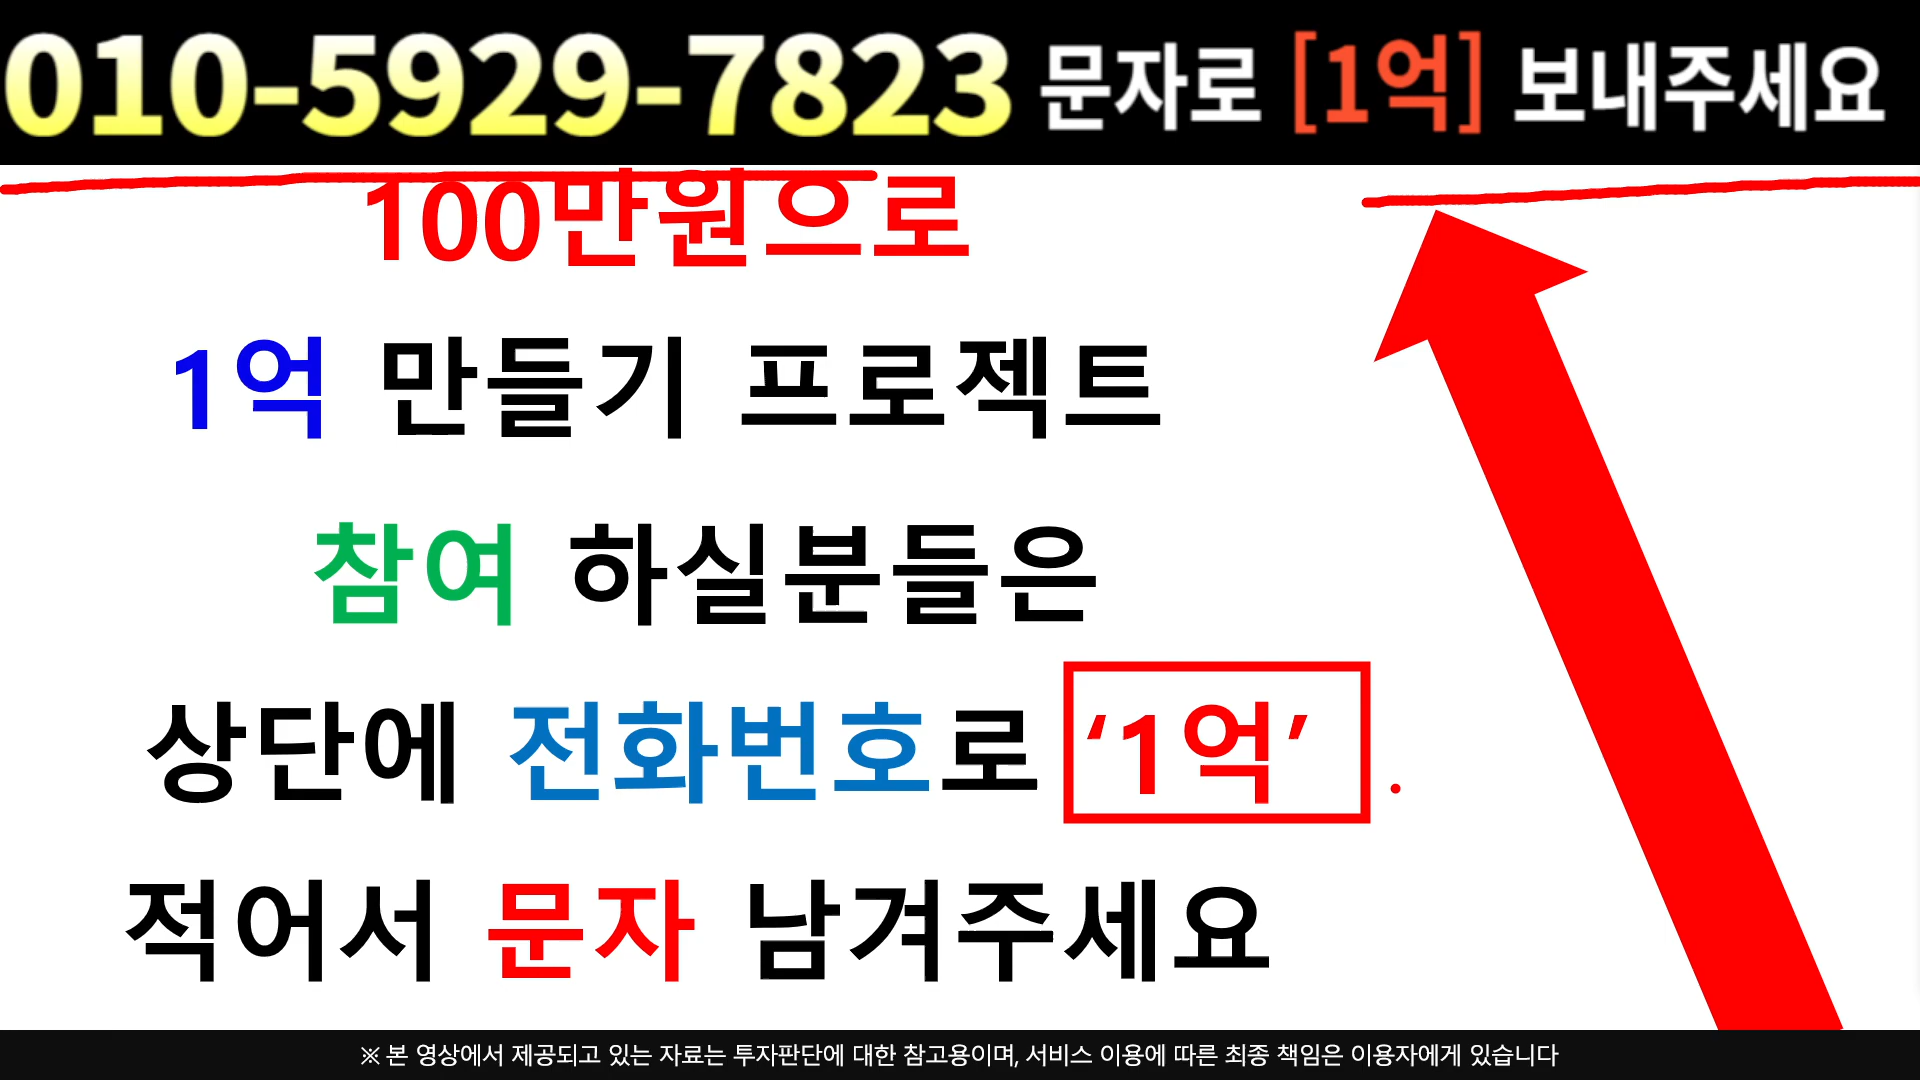 010-5929-7823 문자로 [1억] 보내주세요
100만원으로
1억 만들기 프로젝트
참여 하실분들은
상단에 전화번호로 ‘1억’ .
적어서 문자 남겨주세요
※ 본 영상에서 제공되고 있는 자료는 투자판단에 대한 참고용이며, 서비스 이용에 따른 최종 책임은 이용자에게 있습니다